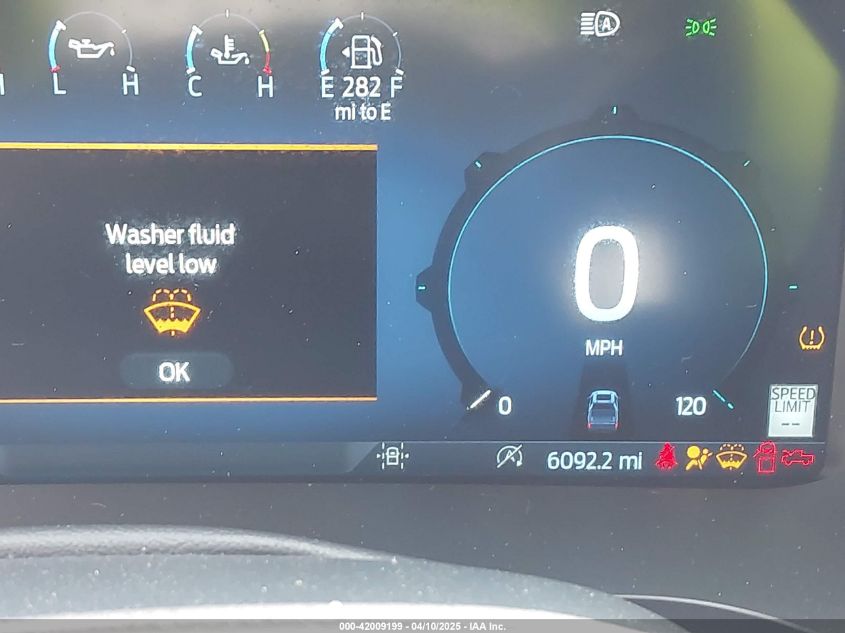 L H
C H
E 282 F
mi to E
A
Washer fluid
level low
OK
0
MPH
0
120
SPEED
LIMIT
--
6092.2 mi
000-42009199 - 04/10/2025 - IAA Inc.